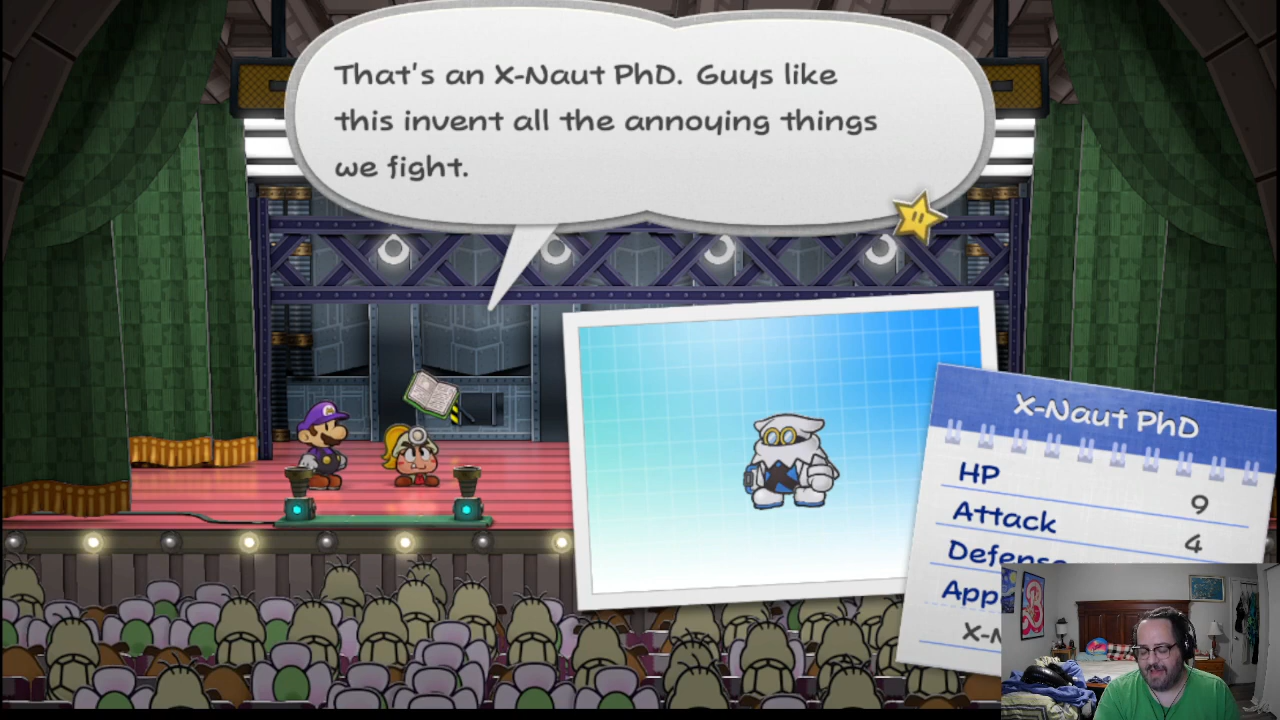 That's an X-Naut PhD. Guys like
this invent all the annoying things
we fight.
X-Naut PhD
HP 9
Attack 4
Defense